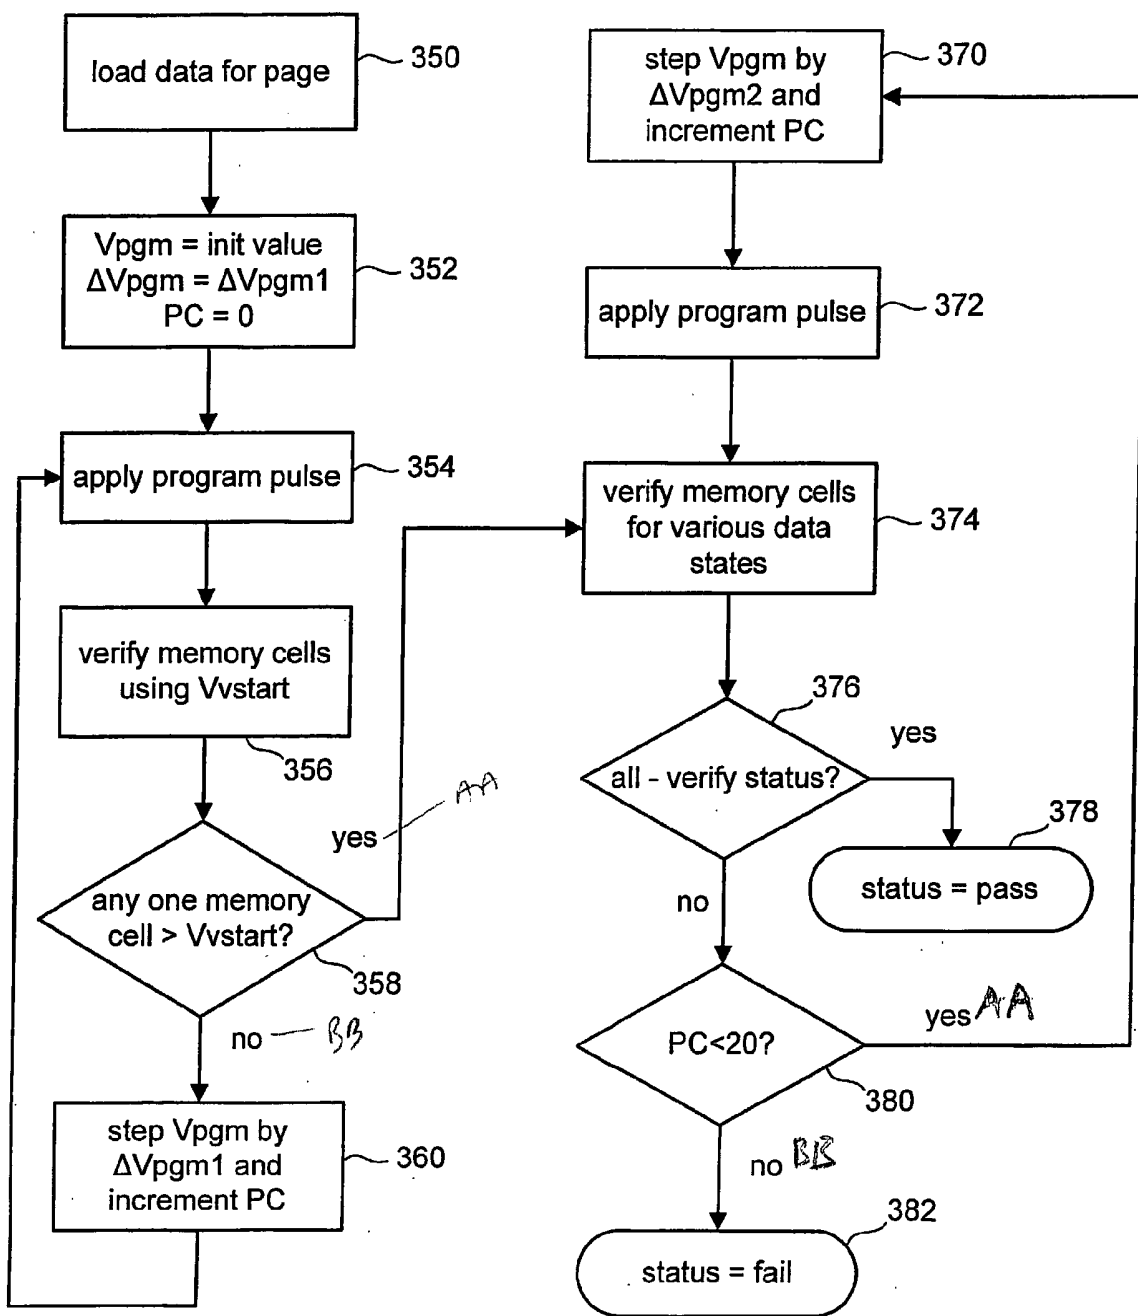 load data for page
350
Vpgm = init value
ΔVpgm = ΔVpgm1
PC = 0
352
apply program pulse
354
verify memory cells
using Vvstart
356
yes
AA
any one memory
cell > Vvstart?
358
no
BB
step Vpgm by
ΔVpgm1 and
increment PC
360
step Vpgm by
ΔVpgm2 and
increment PC
370
apply program pulse
372
verify memory cells
for various data
states
374
376
all - verify status?
yes
378
status = pass
no
PC<20?
yes AA
380
no BB
382
status = fail